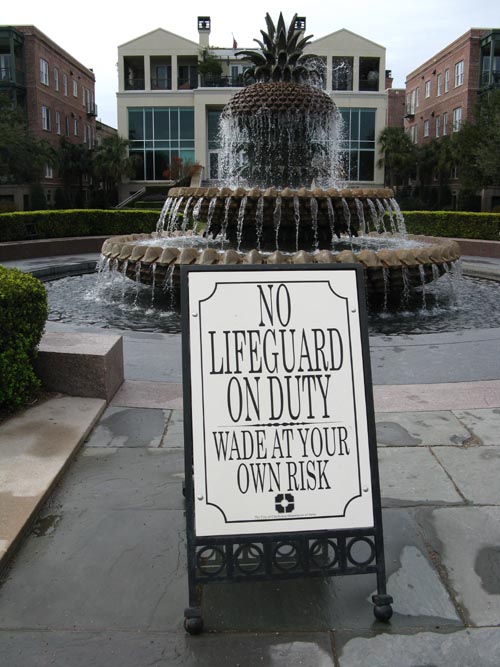 NO
LIFEGUARD
ON DUTY
WADE AT YOUR
OWN RISK